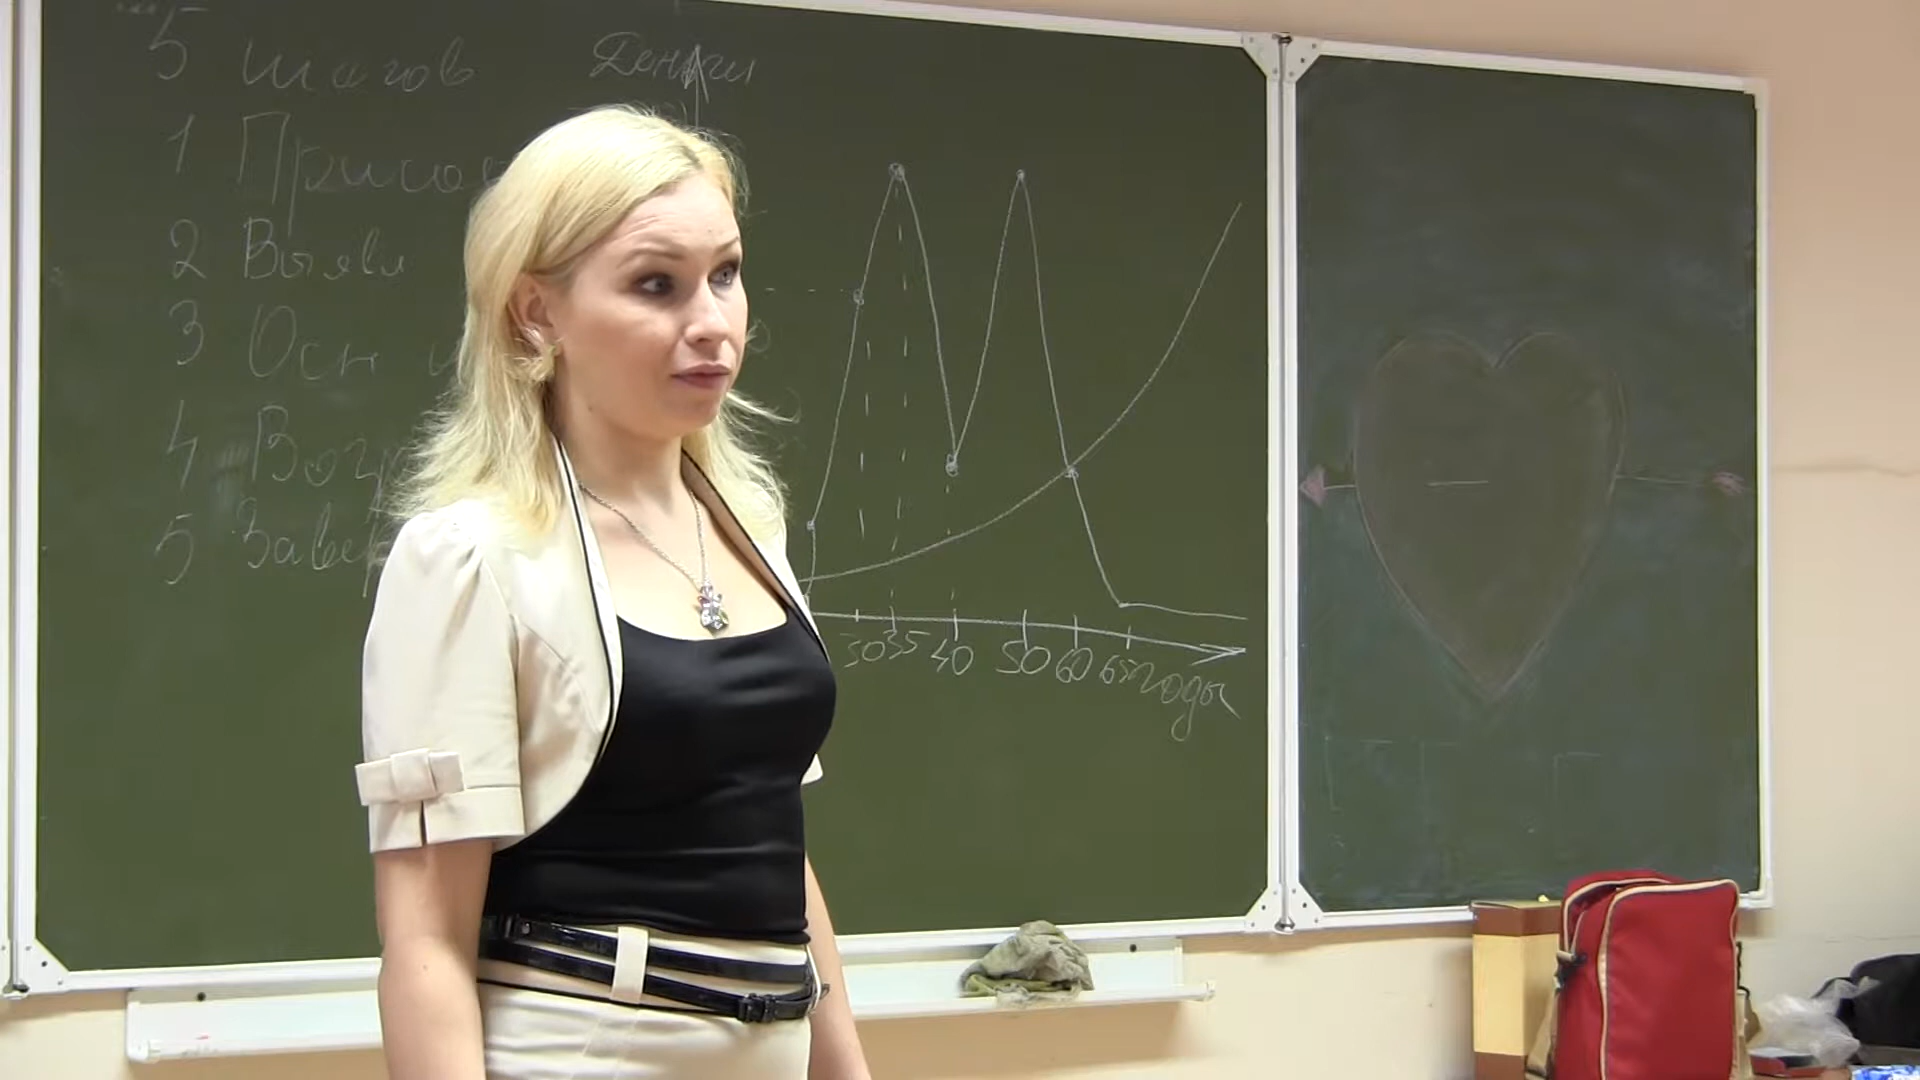 5 шагов
Деньги
1 Присое
2 Выявл
3 Осн
4 Возр
5 Завер
30 35 40 50 60 65 годы